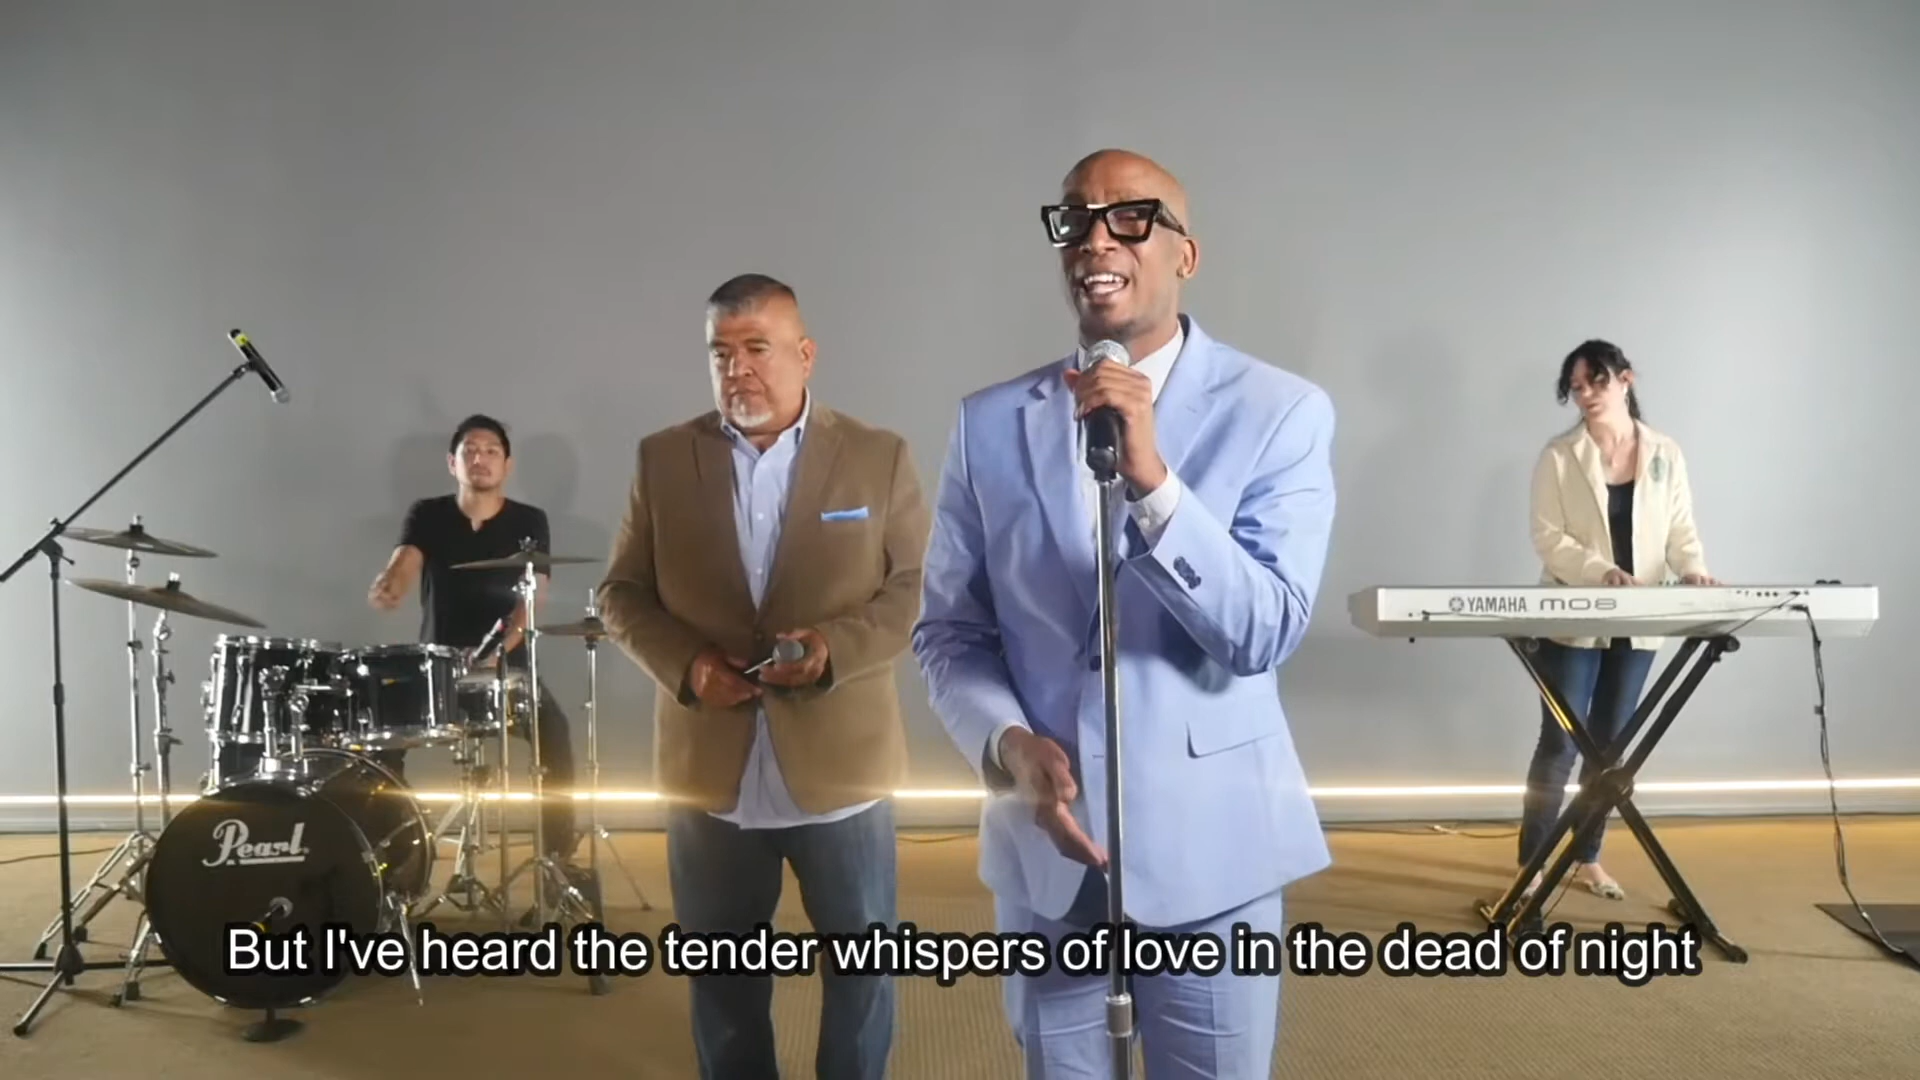 YAMAHA MO8
Pearl
But I've heard the tender whispers of love in the dead of night